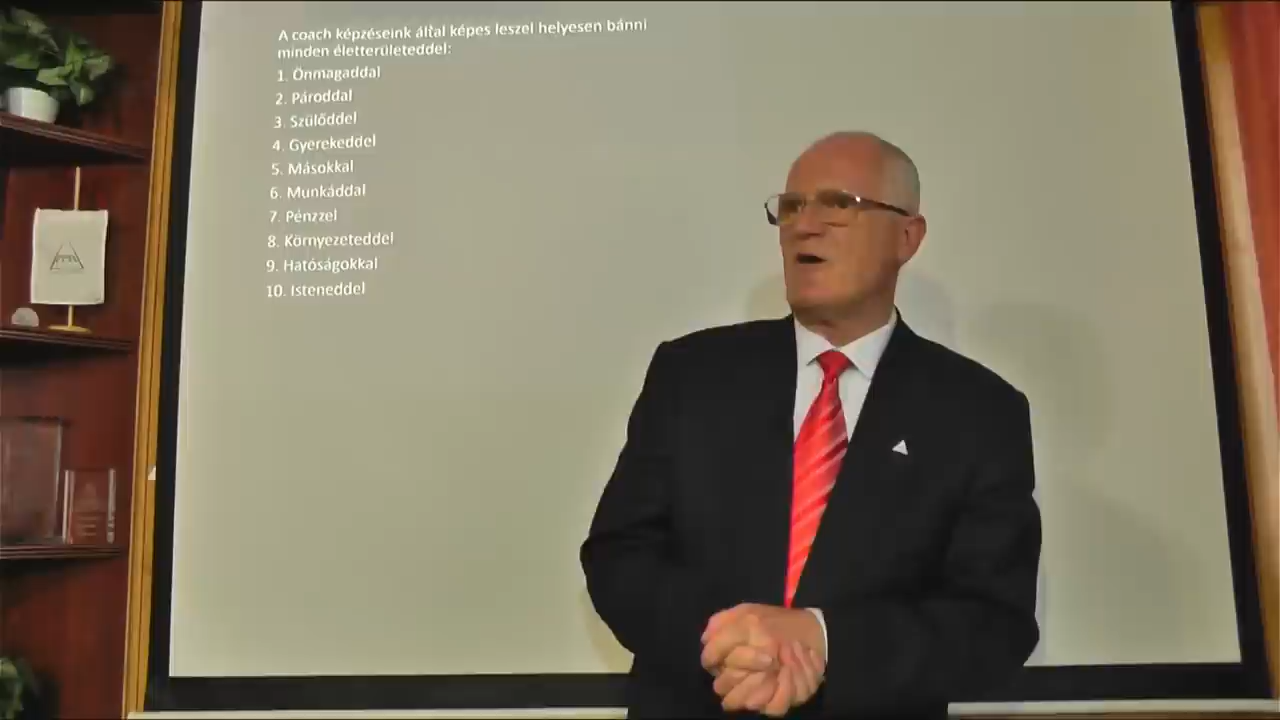 A coach képzéseink által képes leszel helyesen bánni
minden életterületeddel:
1. Önmagaddal
2. Pároddal
3. Szülőddel
4. Gyerekeddel
5. Másokkal
6. Munkáddal
7. Pénzzel
8. Környezeteddel
9. Hatóságokkal
10. Isteneddel